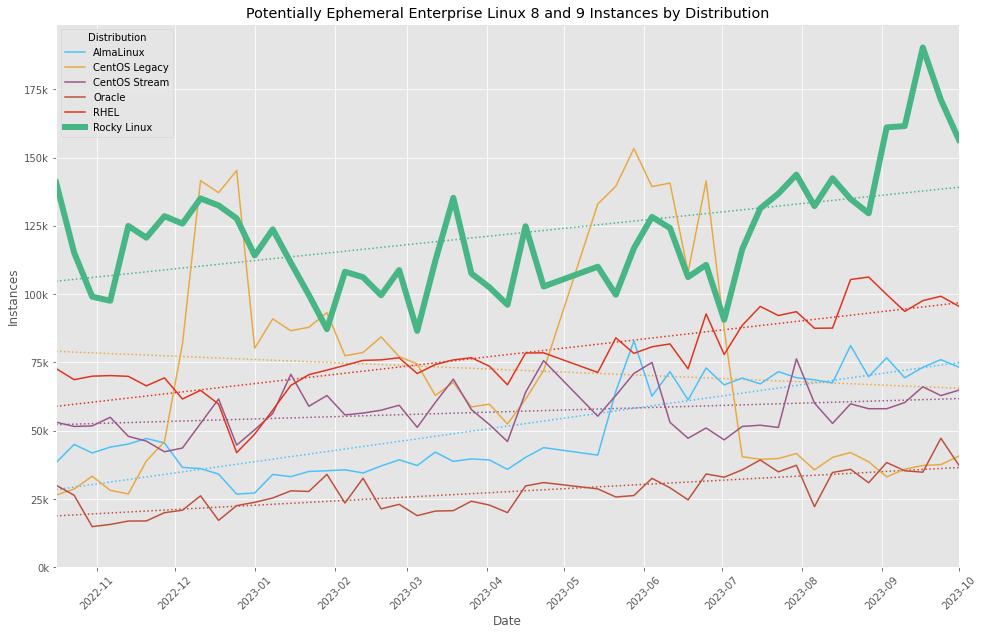 Potentially Ephemeral Enterprise Linux 8 and 9 Instances by Distribution
Distribution
AlmaLinux
CentOS Legacy
CentOS Stream
Oracle
RHEL
Rocky Linux
175k
150k
125k
100k
75k
50k
25k
0k
Instances
2022-11
2022-12
2023-01
2023-02
2023-03
2023-04
2023-05
2023-06
2023-07
2023-08
2023-09
2023-10
Date